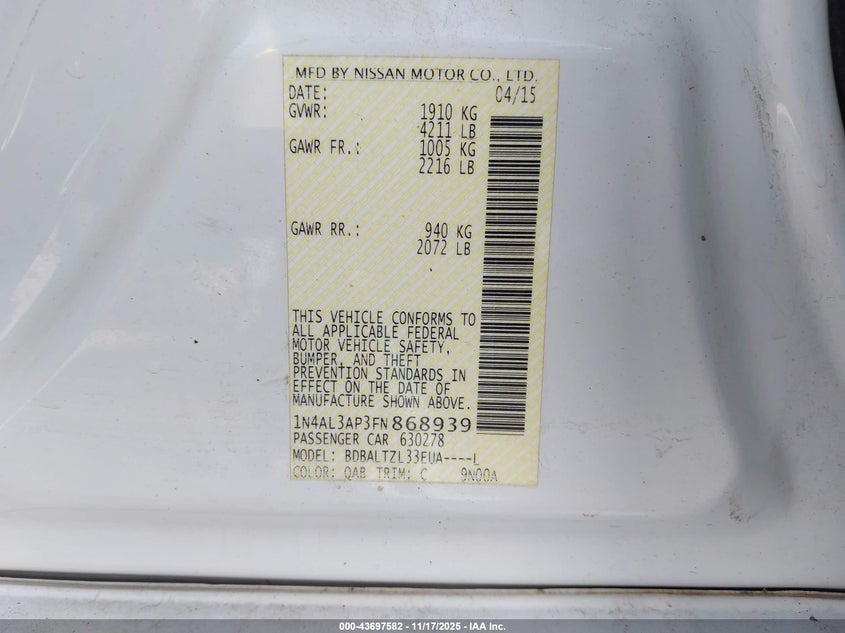 MFD BY NISSAN MOTOR CO., LTD.
DATE: 04/15
GVWR: 1910 KG
4211 LB
GAWR FR.: 1005 KG
2216 LB
GAWR RR.: 940 KG
2072 LB
THIS VEHICLE CONFORMS TO
ALL APPLICABLE FEDERAL
MOTOR VEHICLE SAFETY,
BUMPER, AND THEFT
PREVENTION STANDARDS IN
EFFECT ON THE DATE OF
MANUFACTURE SHOWN ABOVE.
1N4AL3AP3FN868939
PASSENGER CAR 630278
MODEL: BDBALTZL33EUA----L
COLOR: QAB TRIM: C 9N00A
000-43697582 - 11/17/2025 - IAA Inc.